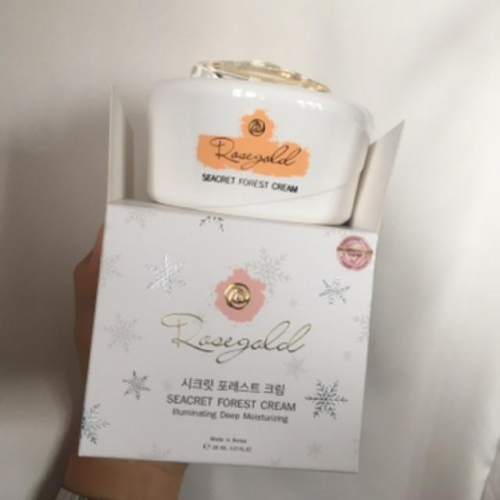 Rosegold
SEACRET FOREST CREAM
Rosegold
시크릿 포레스트 크림
SEACRET FOREST CREAM
Illuminating Deep Moisturizing
Made in Korea